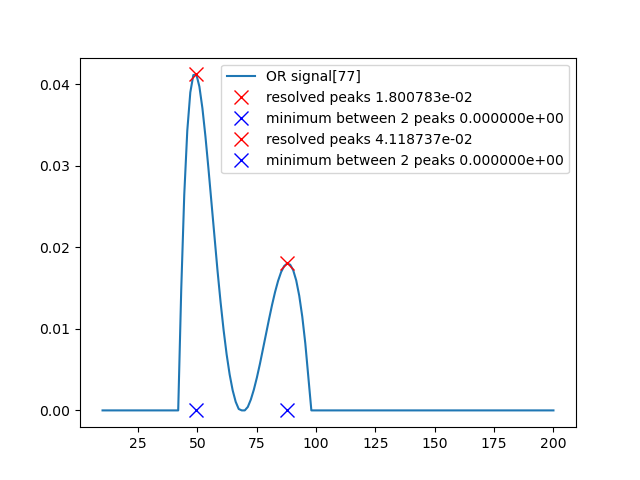 OR signal[77]
resolved peaks 1.800783e-02
minimum between 2 peaks 0.000000e+00
resolved peaks 4.118737e-02
minimum between 2 peaks 0.000000e+00
0.04
0.03
0.02
0.01
0.00
25 50 75 100 125 150 175 200